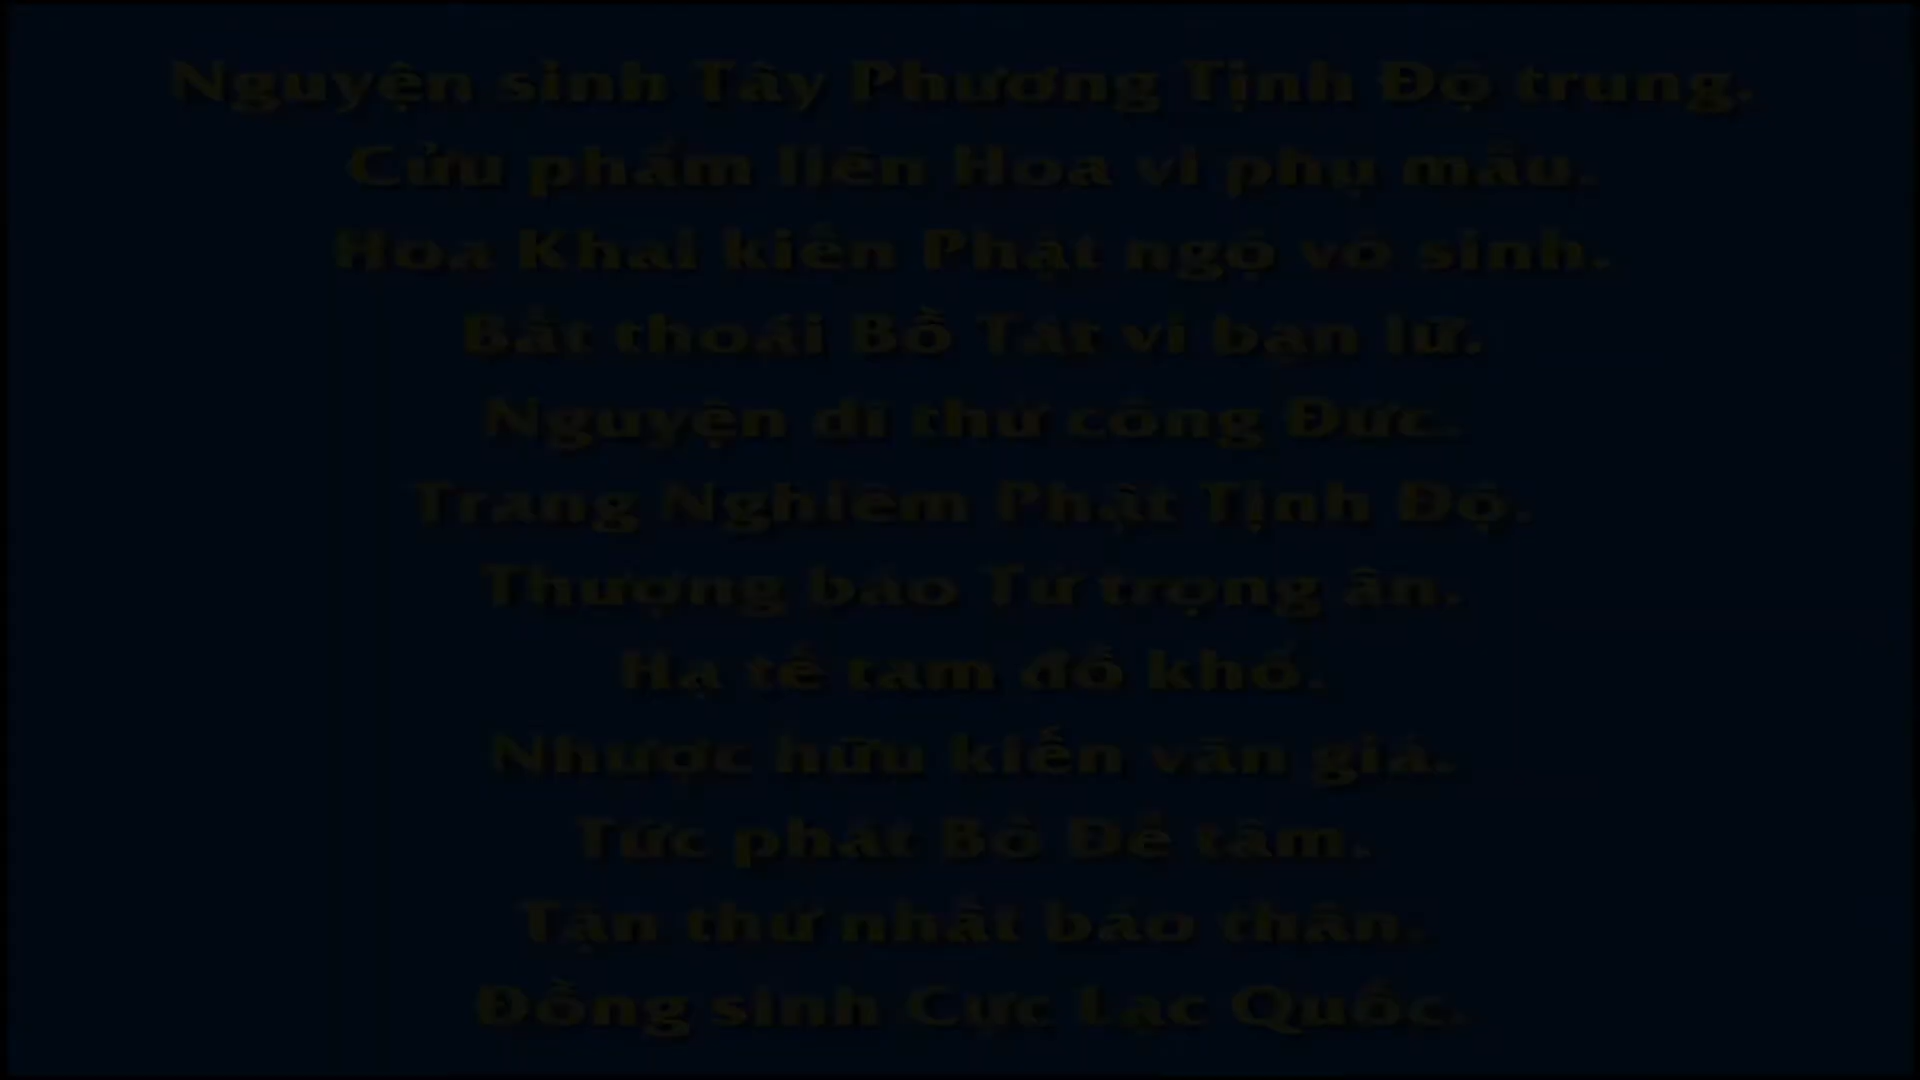 Nguyện sinh Tây Phương Tịnh Độ trung.
Cửu phẩm liên Hoa vi phụ mẫu.
Hoa Khai kiến Phật ngộ vô sinh.
Bất thoái Bồ Tát vi bạn lữ.
Nguyện dĩ thử công Đức.
Trang Nghiêm Phật Tịnh Độ.
Thượng báo Tứ trọng ân.
Hạ tế tam đồ khổ.
Nhược hữu kiến văn giả.
Tức phát Bồ Đề tâm.
Tận thử nhất báo thân.
Đồng sinh Cực Lạc Quốc.